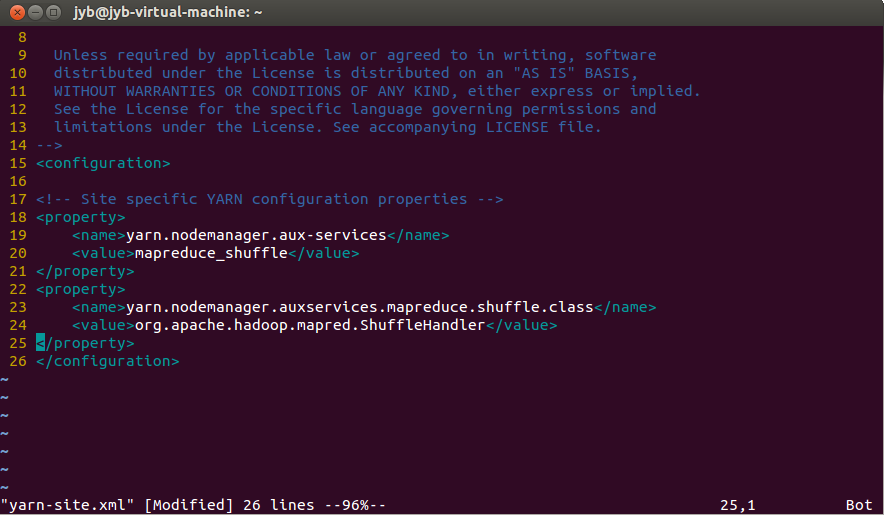 jyb@jyb-virtual-machine: ~
8
9   Unless required by applicable law or agreed to in writing, software
10   distributed under the License is distributed on an "AS IS" BASIS,
11   WITHOUT WARRANTIES OR CONDITIONS OF ANY KIND, either express or implied.
12   See the License for the specific language governing permissions and
13   limitations under the License. See accompanying LICENSE file.
14 -->
15 <configuration>
16
17 <!-- Site specific YARN configuration properties -->
18 <property>
19     <name>yarn.nodemanager.aux-services</name>
20     <value>mapreduce_shuffle</value>
21 </property>
22 <property>
23     <name>yarn.nodemanager.auxservices.mapreduce.shuffle.class</name>
24     <value>org.apache.hadoop.mapred.ShuffleHandler</value>
25 </property>
26 </configuration>
~
~
~
~
~
~
~
"yarn-site.xml" [Modified] 26 lines --96%-- 25,1 Bot